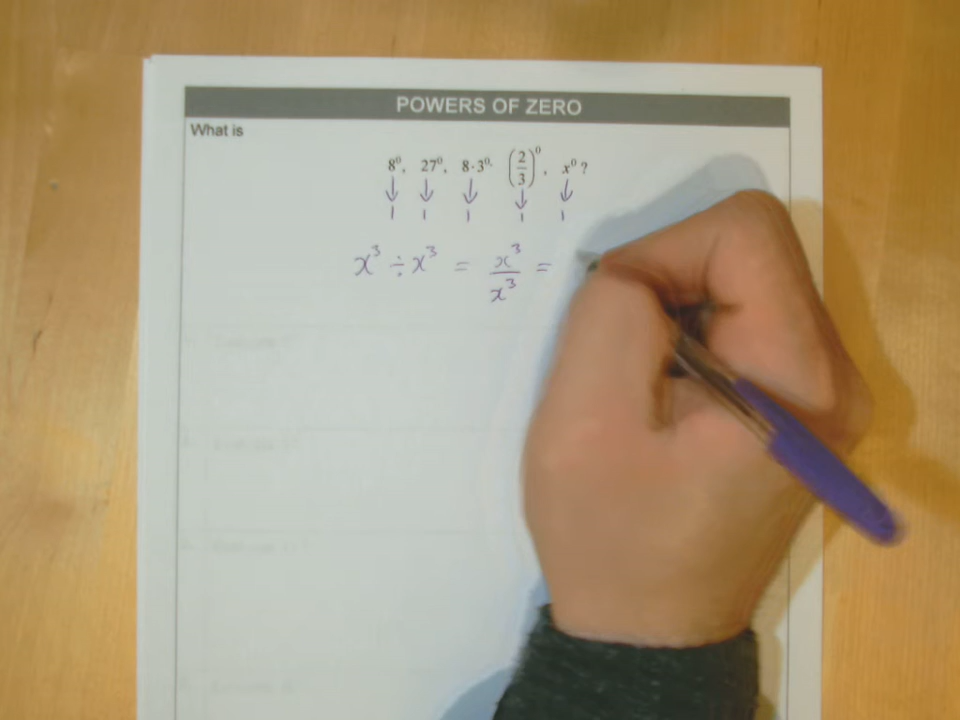 POWERS OF ZERO
What is
8⁰, 27⁰, 8·3⁰, (2/3)⁰, x⁰ ?
↓ ↓ ↓ ↓ ↓
1 1 1 1 1
x³ ÷ x³ = x³/x³ =